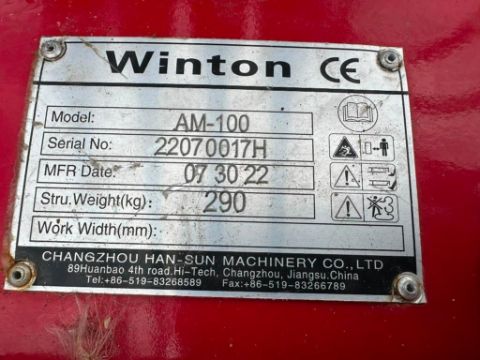 Winton CE
Model: AM-100
Serial No: 22070017H
MFR Date: 07 30 22
Stru.Weight(kg): 290
Work Width(mm):
CHANGZHOU HAN-SUN MACHINERY CO., LTD
89Huanbao 4th road.Hi-Tech, Changzhou, Jiangsu.China
Tel:+86-519-83268589 Fax:+86-519-83266789